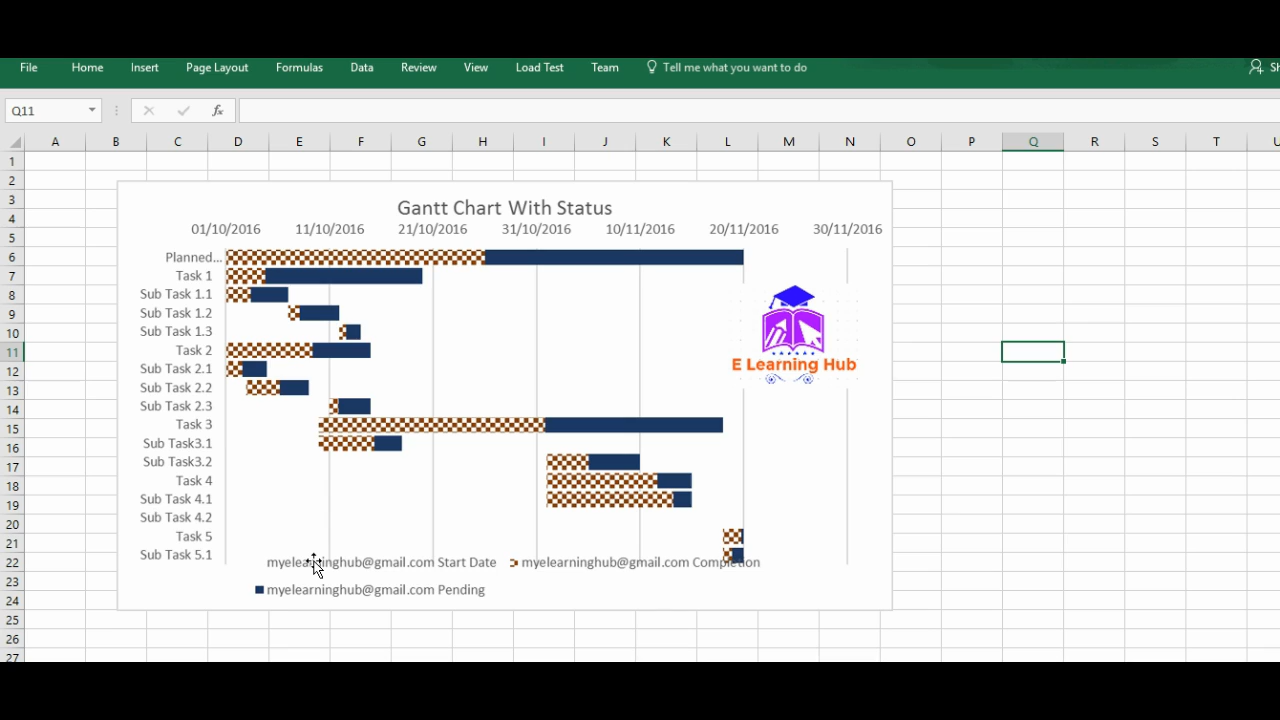 File Home Insert Page Layout Formulas Data Review View Load Test Team Tell me what you want to do Sh
Q11 fx
A B C D E F G H I J K L M N O P Q R S T U
1
2
3
4
5
6
7
8
9
10
11
12
13
14
15
16
17
18
19
20
21
22
23
24
25
26
27
Gantt Chart With Status
01/10/2016 11/10/2016 21/10/2016 31/10/2016 10/11/2016 20/11/2016 30/11/2016
Planned...
Task 1
Sub Task 1.1
Sub Task 1.2
Sub Task 1.3
Task 2
Sub Task 2.1
Sub Task 2.2
Sub Task 2.3
Task 3
Sub Task3.1
Sub Task3.2
Task 4
Sub Task 4.1
Sub Task 4.2
Task 5
Sub Task 5.1
E Learning Hub
myelearninghub@gmail.com Start Date myelearninghub@gmail.com Completion
myelearninghub@gmail.com Pending